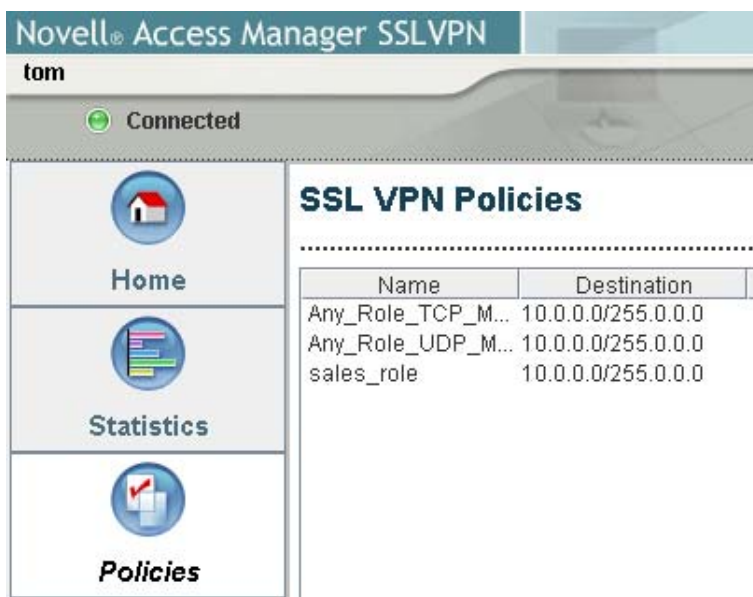 Novell® Access Manager SSLVPN
tom
Connected
Home
Statistics
Policies
SSL VPN Policies
Name Destination
Any_Role_TCP_M... 10.0.0.0/255.0.0.0
Any_Role_UDP_M... 10.0.0.0/255.0.0.0
sales_role 10.0.0.0/255.0.0.0